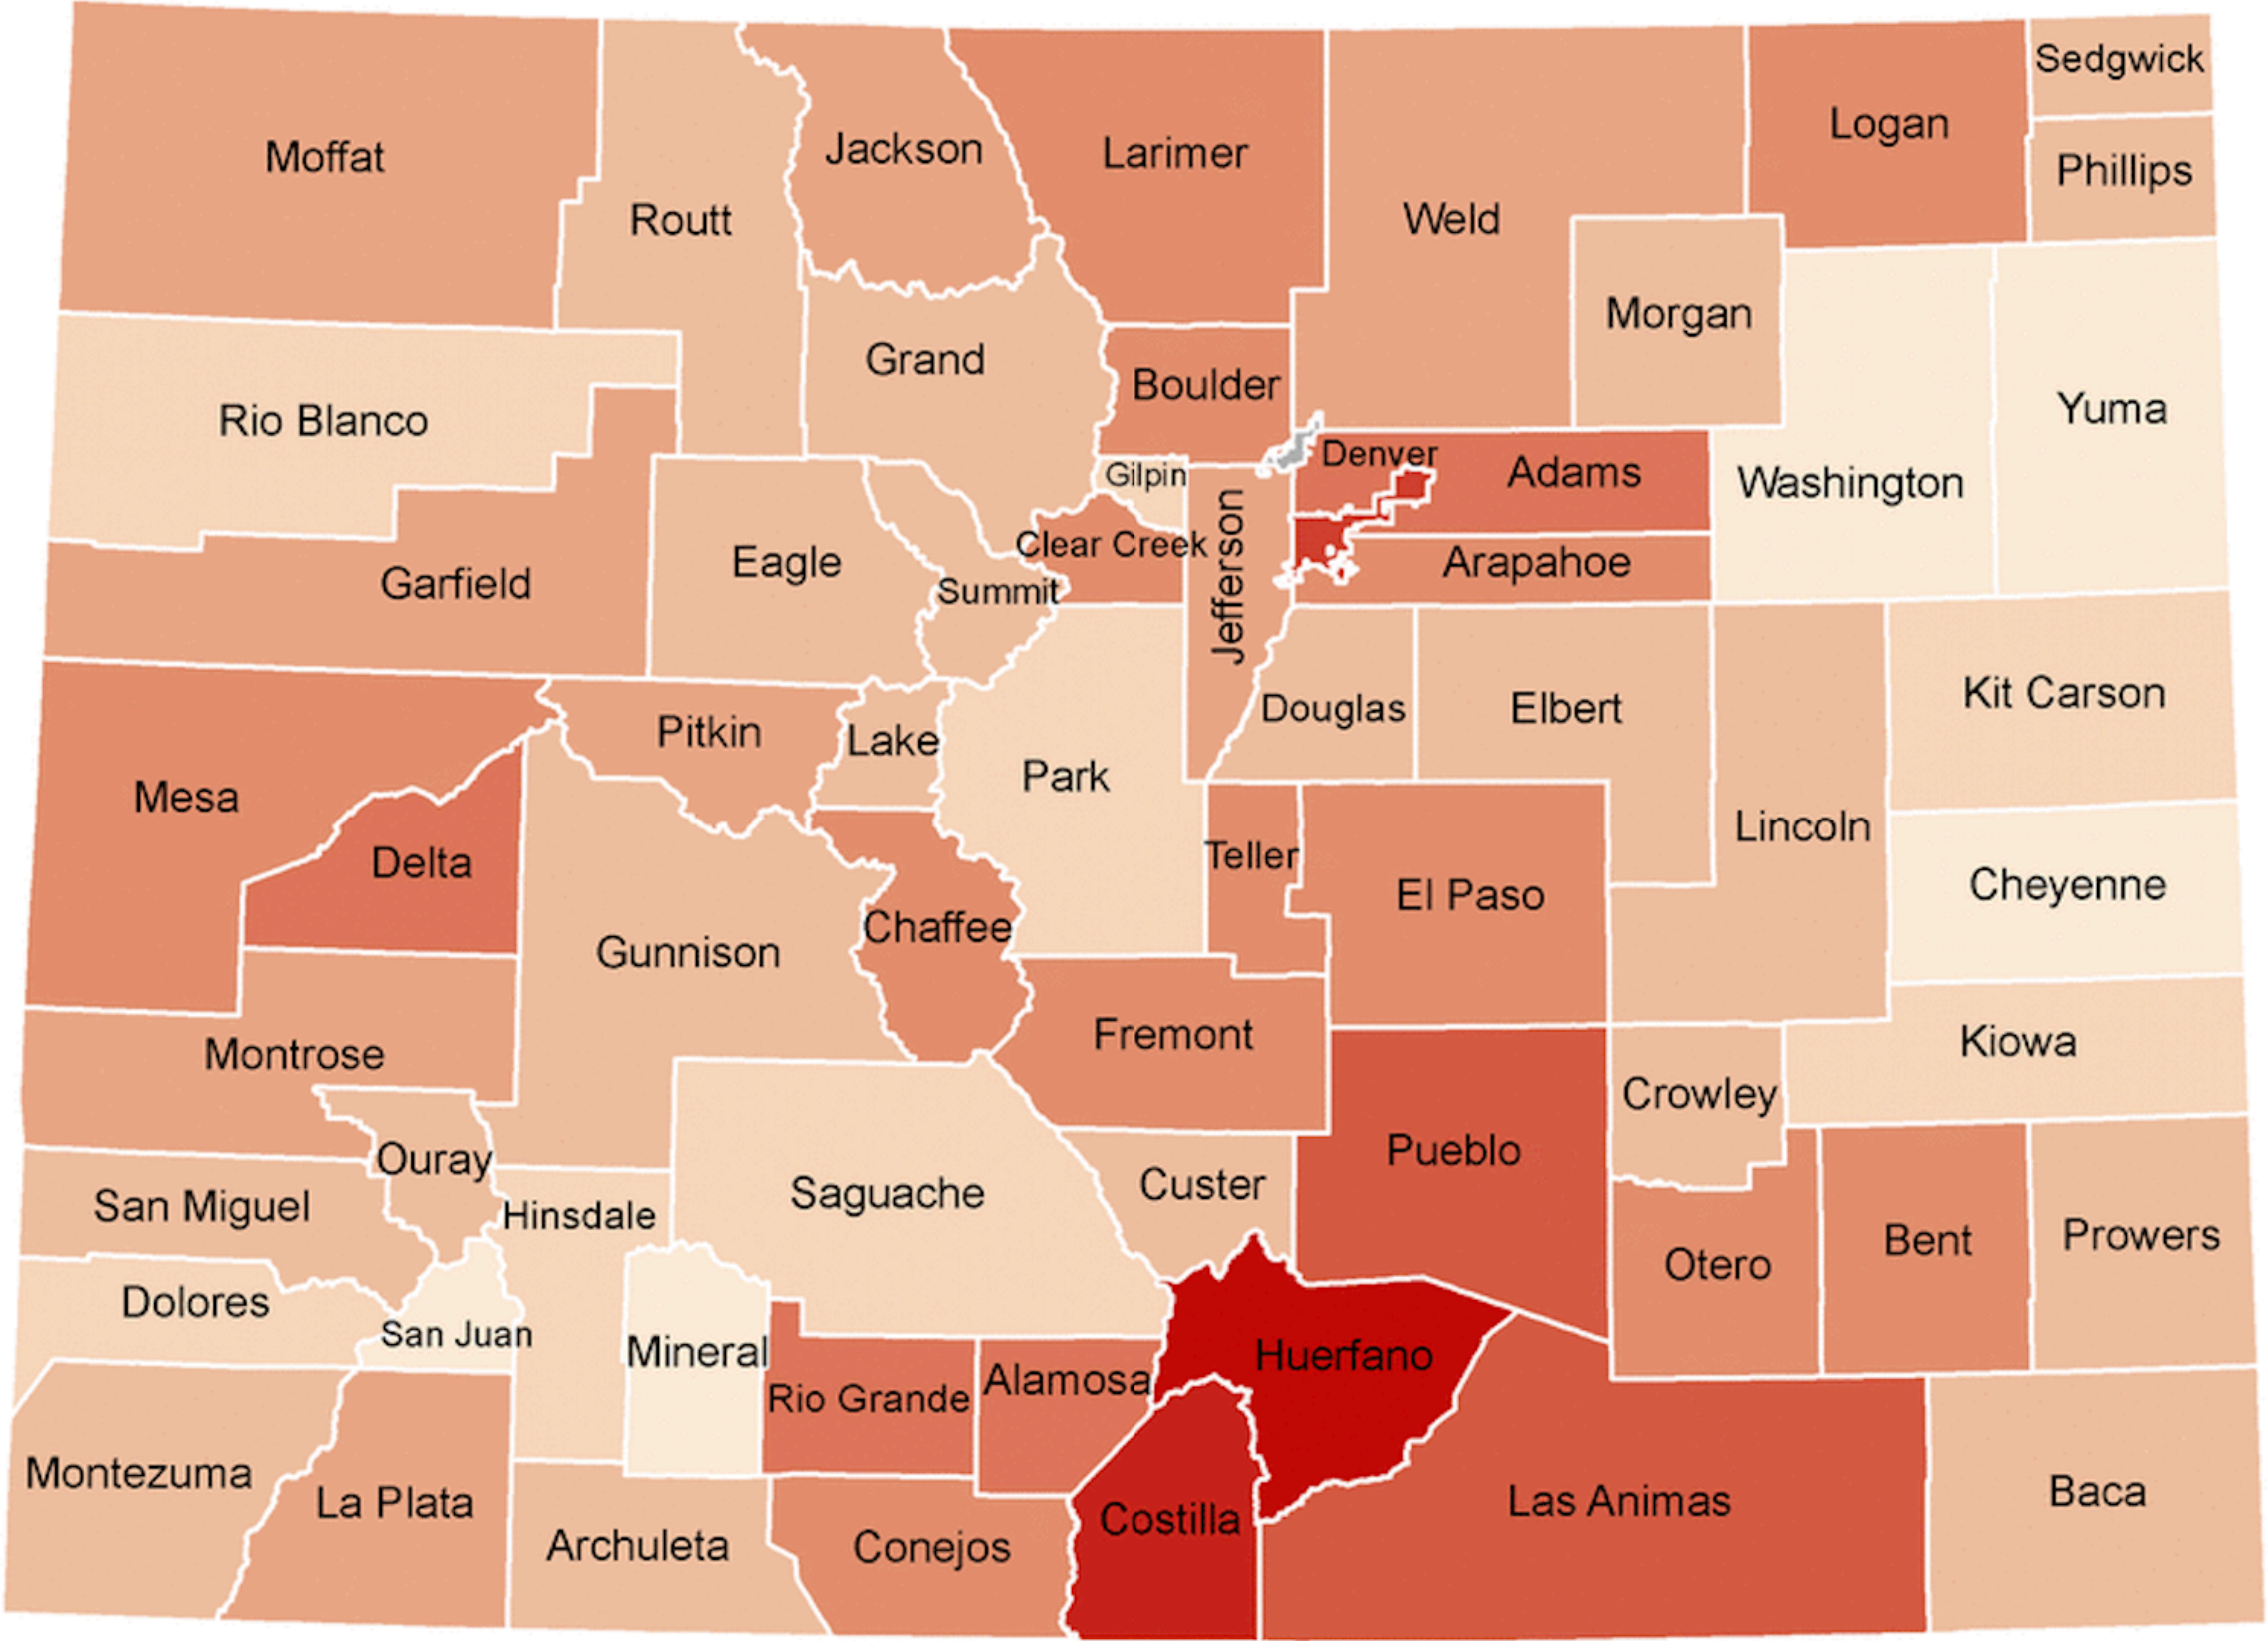 Sedgwick
Logan
Moffat
Jackson
Larimer
Phillips
Routt
Weld
Morgan
Grand
Boulder
Rio Blanco
Yuma
Denver
Gilpin
Adams
Washington
Clear Creek
Jefferson
Eagle
Arapahoe
Garfield
Summit
Kit Carson
Douglas
Elbert
Pitkin
Lake
Park
Mesa
Lincoln
Delta
Teller
Cheyenne
El Paso
Chaffee
Gunnison
Fremont
Kiowa
Montrose
Crowley
Pueblo
Ouray
Custer
Saguache
San Miguel
Hinsdale
Prowers
Bent
Otero
Dolores
San Juan
Mineral
Huerfano
Alamosa
Rio Grande
Montezuma
Baca
La Plata
Las Animas
Costilla
Archuleta
Conejos